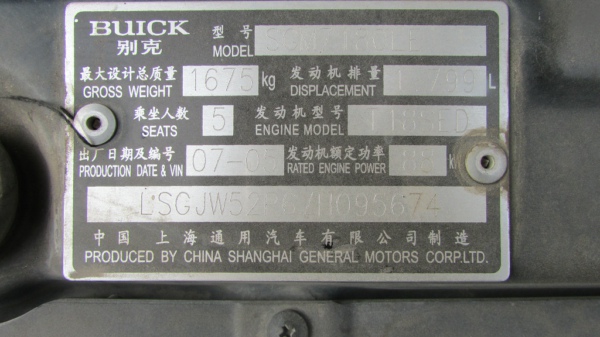 BUICK 型号
别克 MODEL
最大设计总质量 1675 kg 发动机排量 L
GROSS WEIGHT DISPLACEMENT
乘坐人数 5 发动机型号
SEATS ENGINE MODEL
出厂日期及编号 发动机额定功率
PRODUCTION DATE & VIN RATED ENGINE POWER
中国 上海通用汽车有限公司制造
PRODUCED BY CHINA SHANGHAI GENERAL MOTORS CORP.LTD.